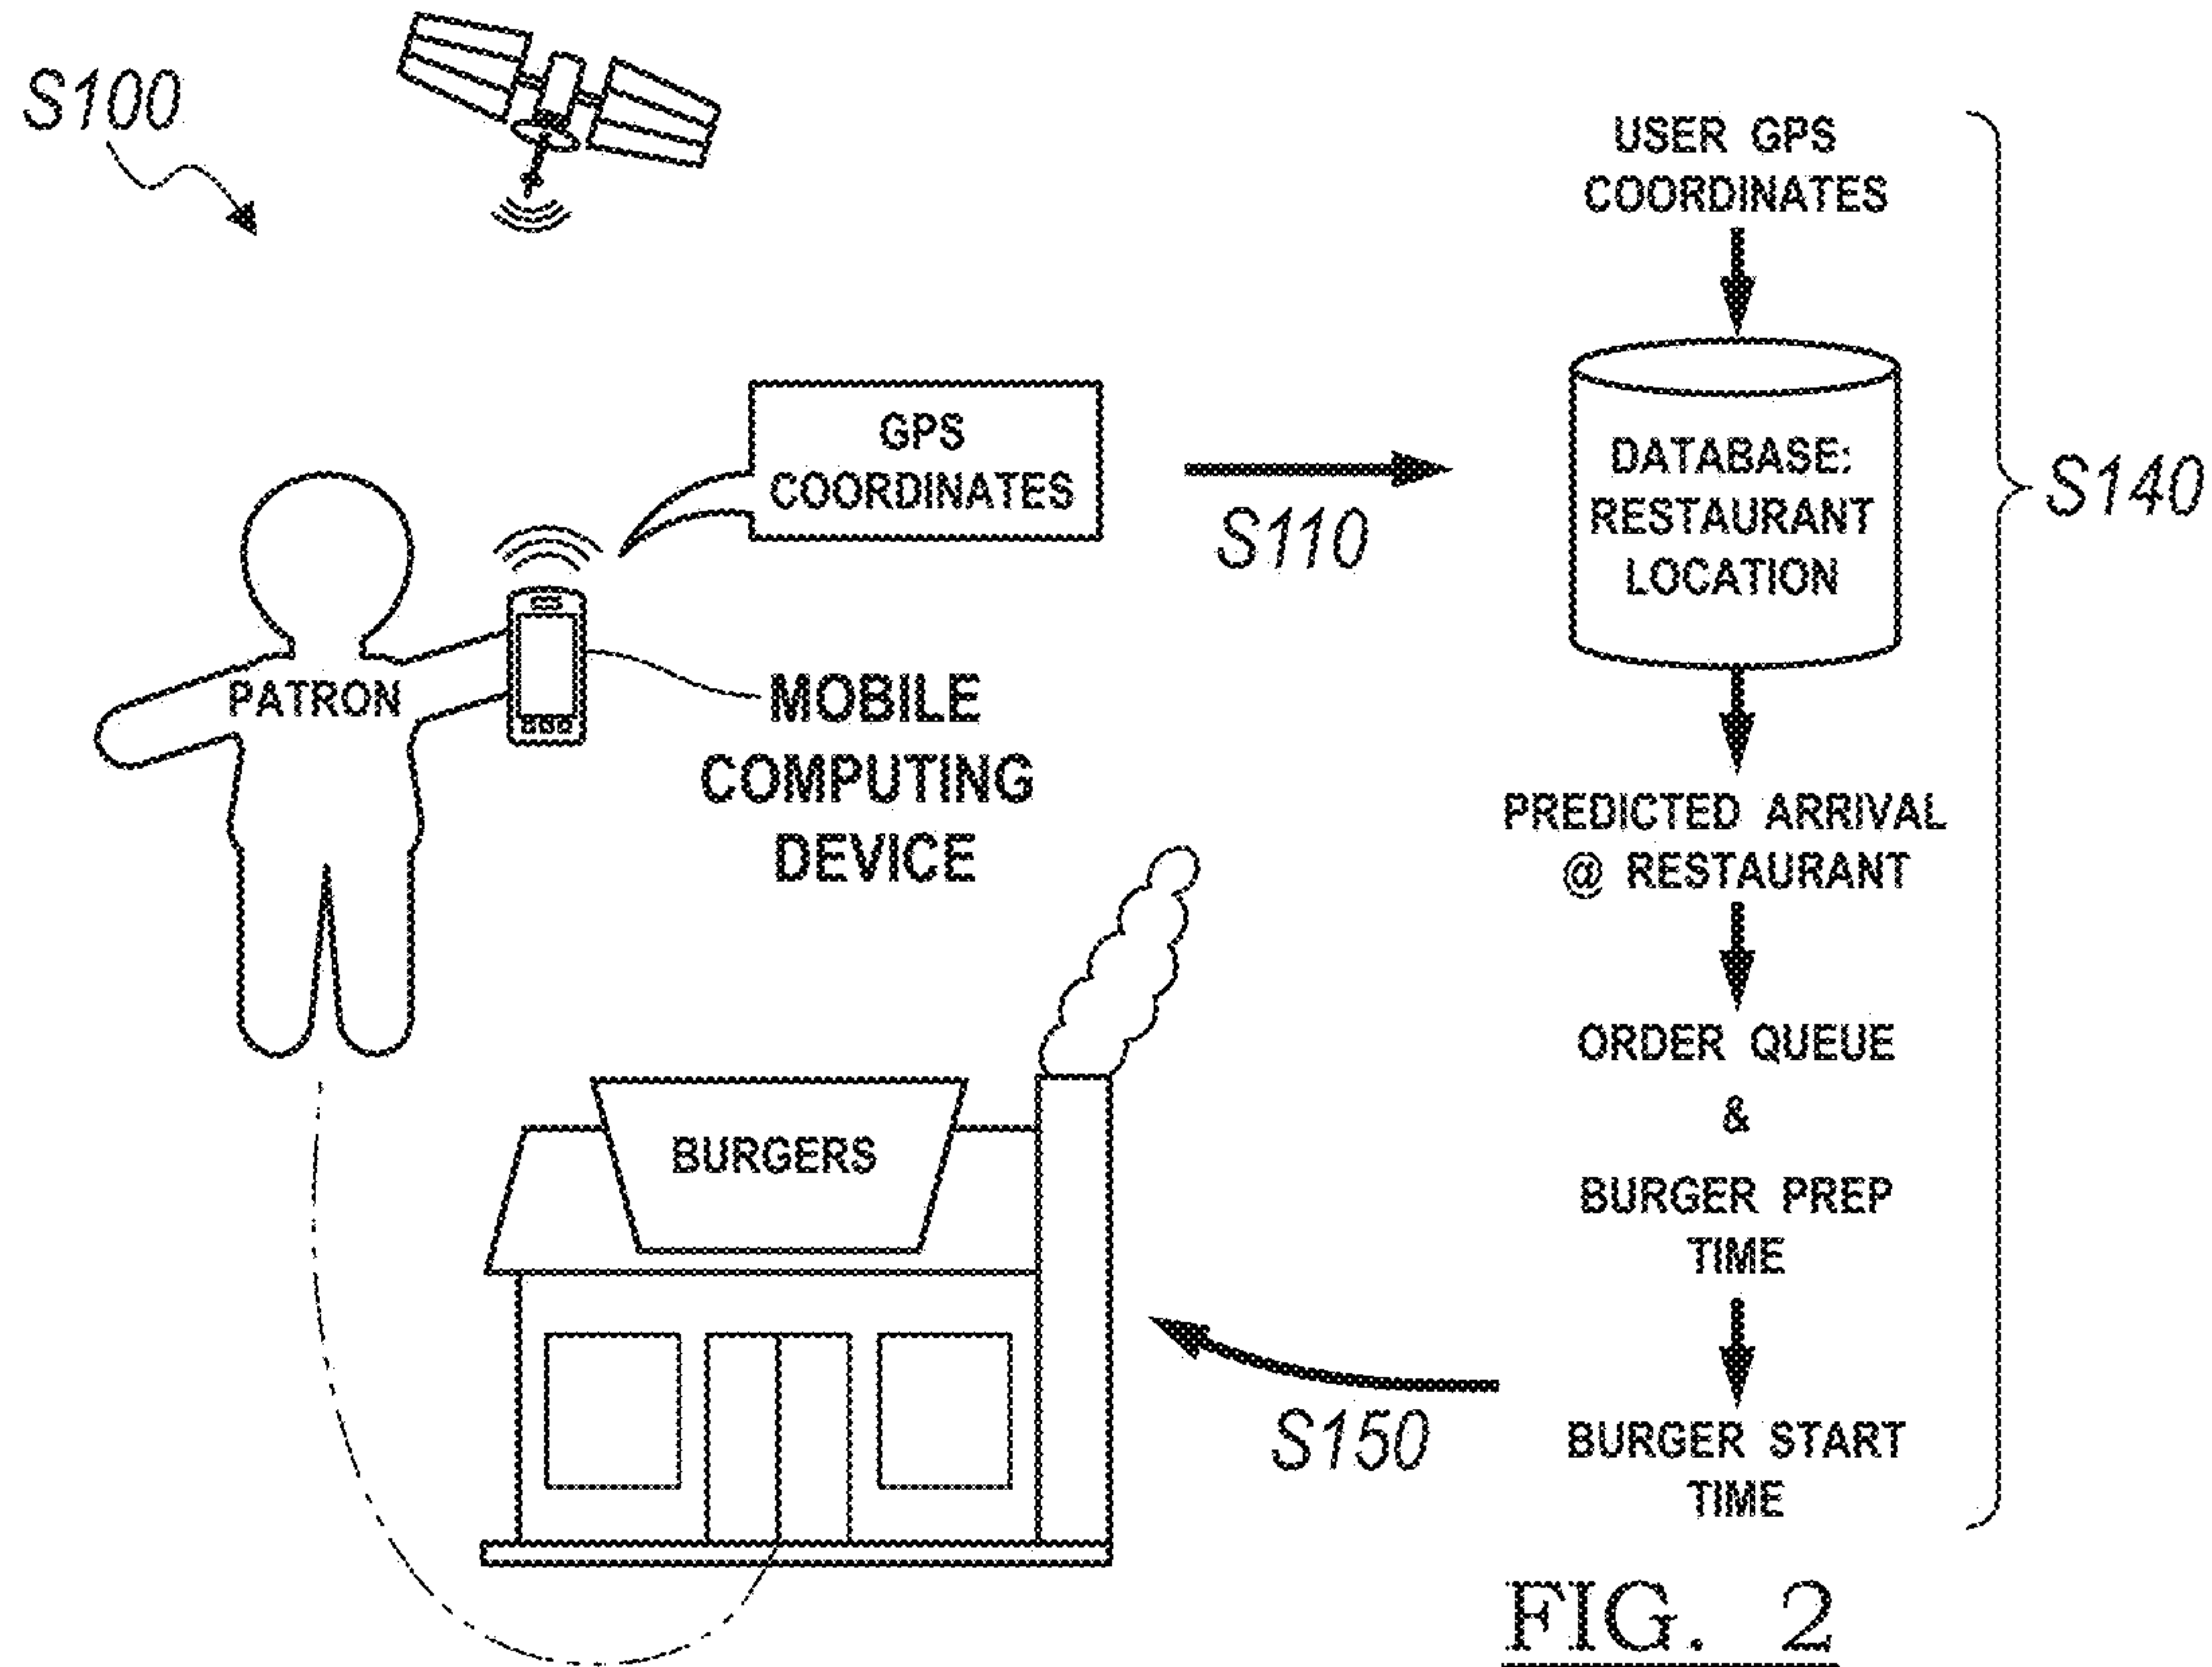 S100
USER GPS
COORDINATES
GPS
COORDINATES
S110
DATABASE:
RESTAURANT
LOCATION
S140
PATRON
MOBILE
COMPUTING
DEVICE
PREDICTED ARRIVAL
@ RESTAURANT
ORDER QUEUE
&
BURGER PREP
TIME
BURGERS
S150
BURGER START
TIME
FIG. 2